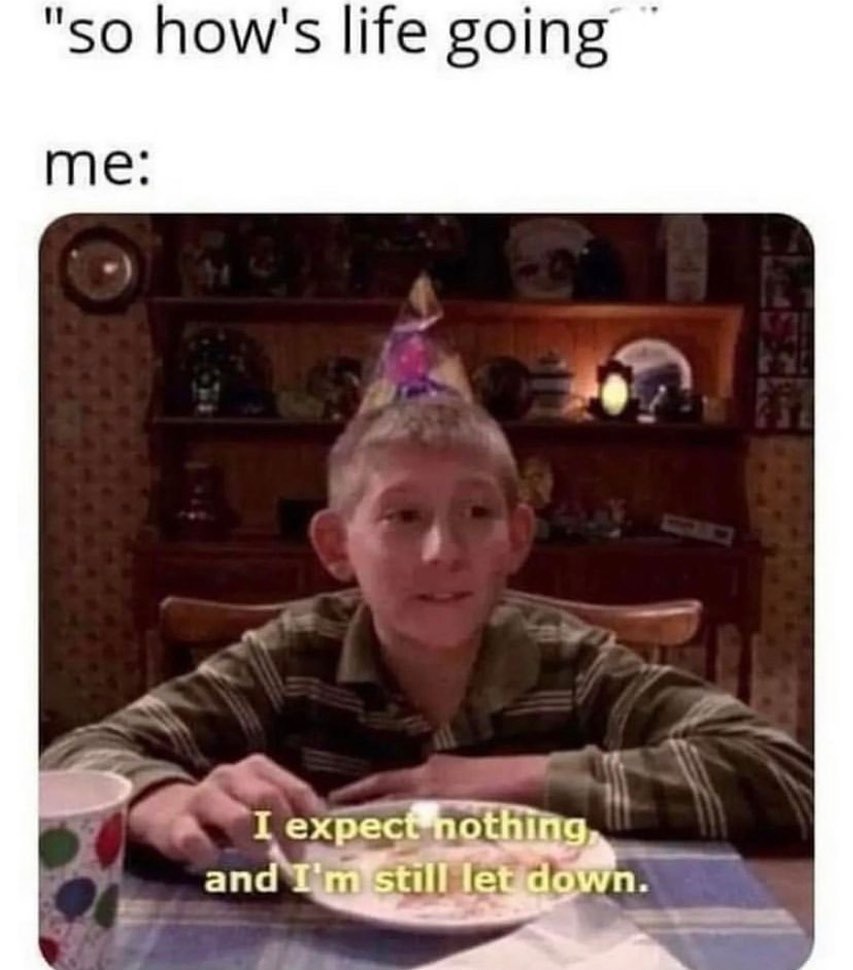 "so how's life going"
me:
I expect nothing,
and I'm still let down.